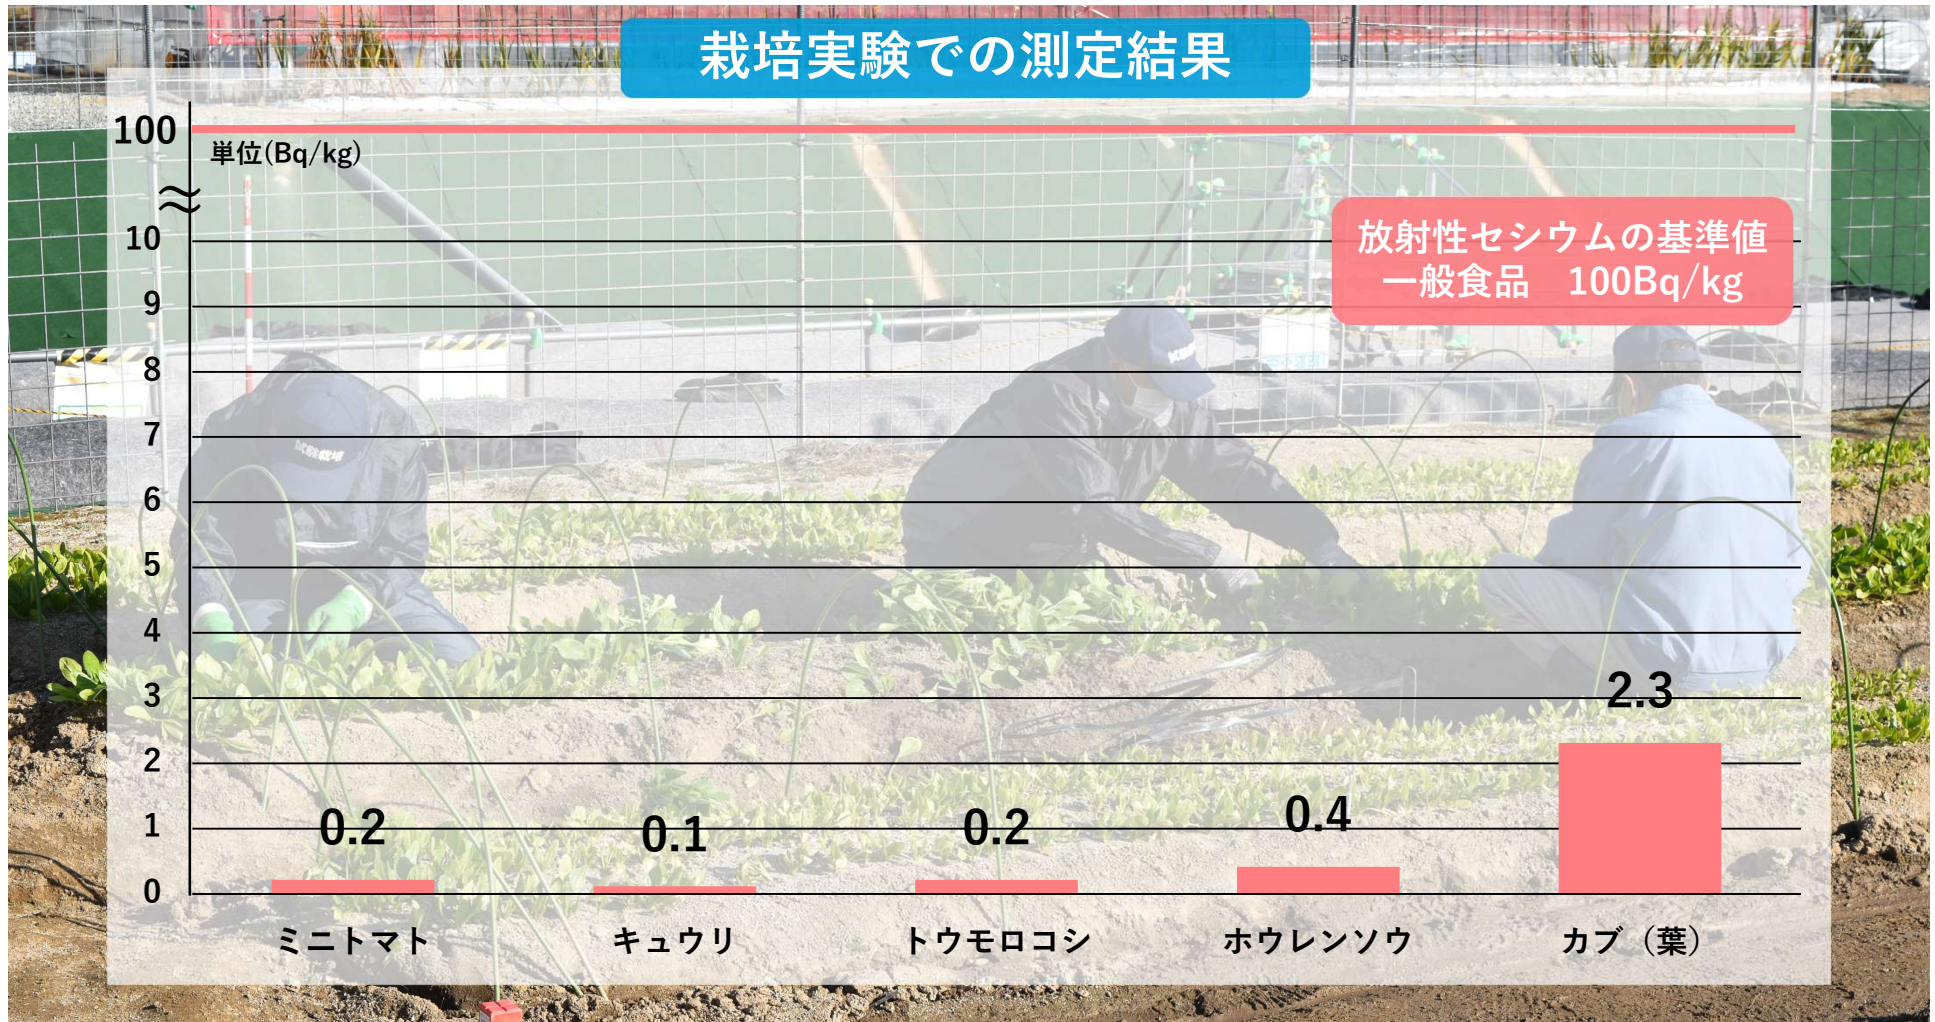 栽培実験での測定結果
100
単位(Bq/kg)
放射性セシウムの基準値
一般食品　100Bq/kg
10
9
8
7
6
5
4
3
2
1
0
0.2
0.1
0.2
0.4
2.3
ミニトマト
キュウリ
トウモロコシ
ホウレンソウ
カブ（葉）
試験栽培